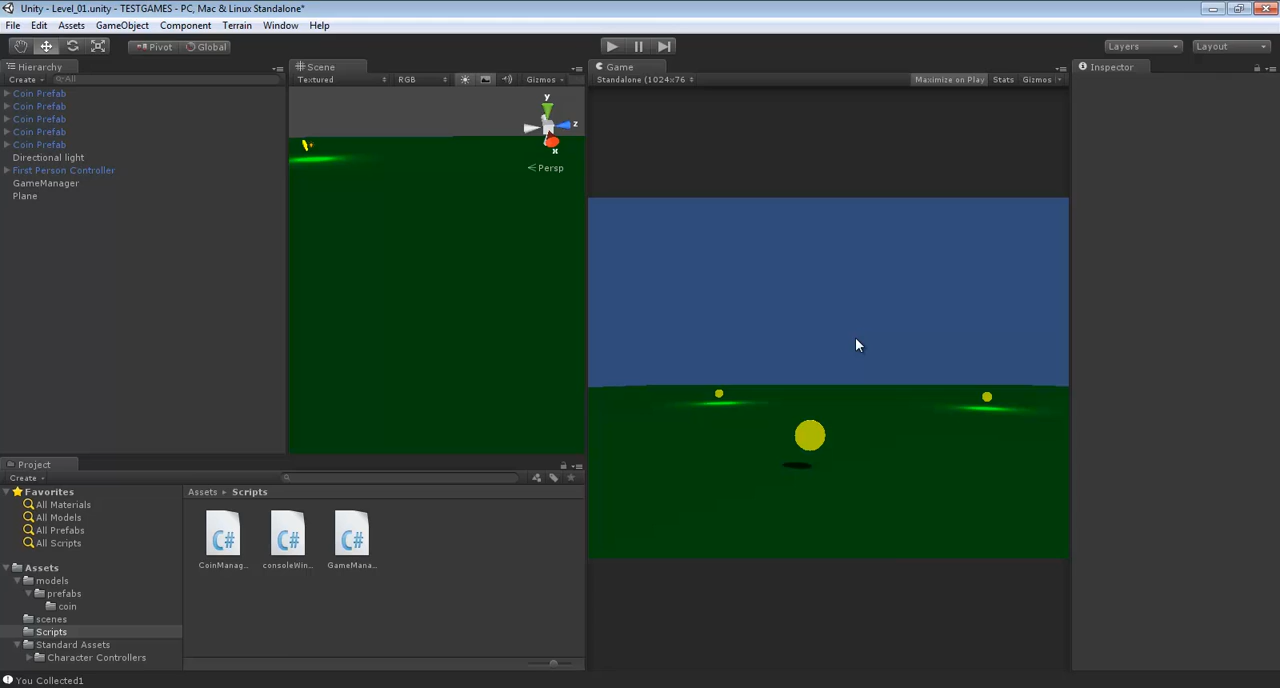 Unity - Level_01.unity - TESTGAMES - PC, Mac & Linux Standalone*
File Edit Assets GameObject Component Terrain Window Help
Pivot Global Layers Layout
Hierarchy
Create All
Coin Prefab
Coin Prefab
Coin Prefab
Coin Prefab
Coin Prefab
Directional light
First Person Controller
GameManager
Plane
Scene
Textured RGB Gizmos
y
z
x
Persp
Game
Standalone (1024x76 Maximize on Play Stats Gizmos
Inspector
Project
Create
Favorites
All Materials
All Models
All Prefabs
All Scripts
Assets
models
prefabs
coin
scenes
Scripts
Standard Assets
Character Controllers
Assets Scripts
C# C# C#
CoinManag... consoleWin... GameMana...
You Collected1